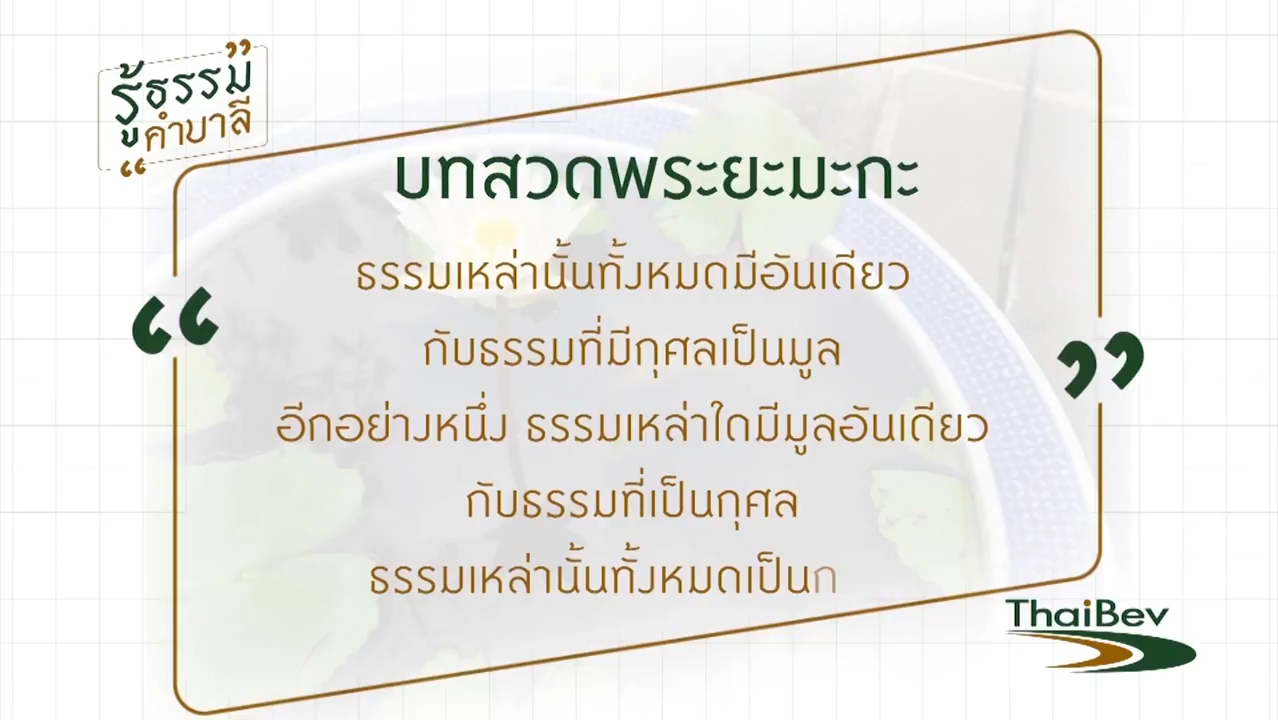 รู้ธรรม
คำบาลี
บทสวดพระยะมะกะ
ธรรมเหล่านั้นทั้งหมดมีอันเดียว
กับธรรมที่มีกุศลเป็นมูล
อีกอย่างหนึ่ง ธรรมเหล่าใดมีมูลอันเดียว
กับธรรมที่เป็นกุศล
ธรรมเหล่านั้นทั้งหมดเป็นก
ThaiBev